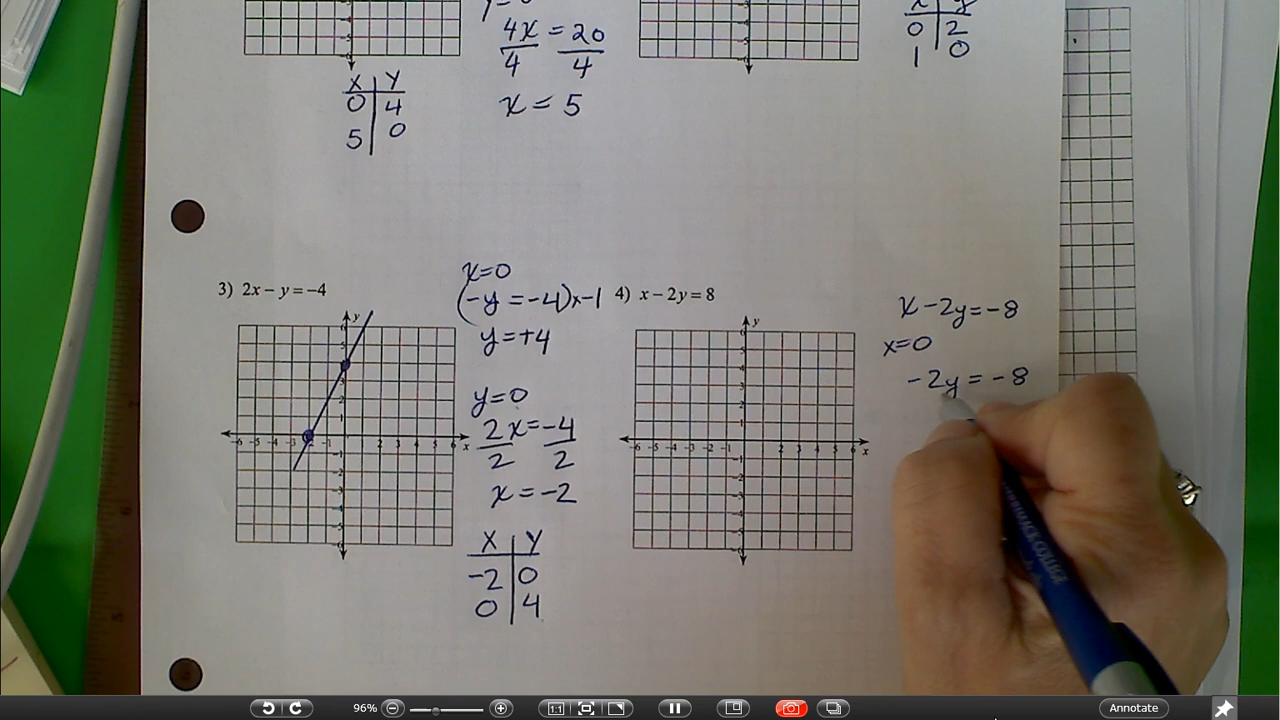 4x = 20
4 4
x = 5
x y
0 2
1 0
X Y
0 4
5 0
3) 2x − y = −4
x=0
(-y = -4)x-1
y=+4
y=0
2x=-4
2 2
x = -2
X Y
-2 0
0 4
4) x − 2y = 8
x -2y=-8
x=0
-2y = -8
96%
1:1
Annotate